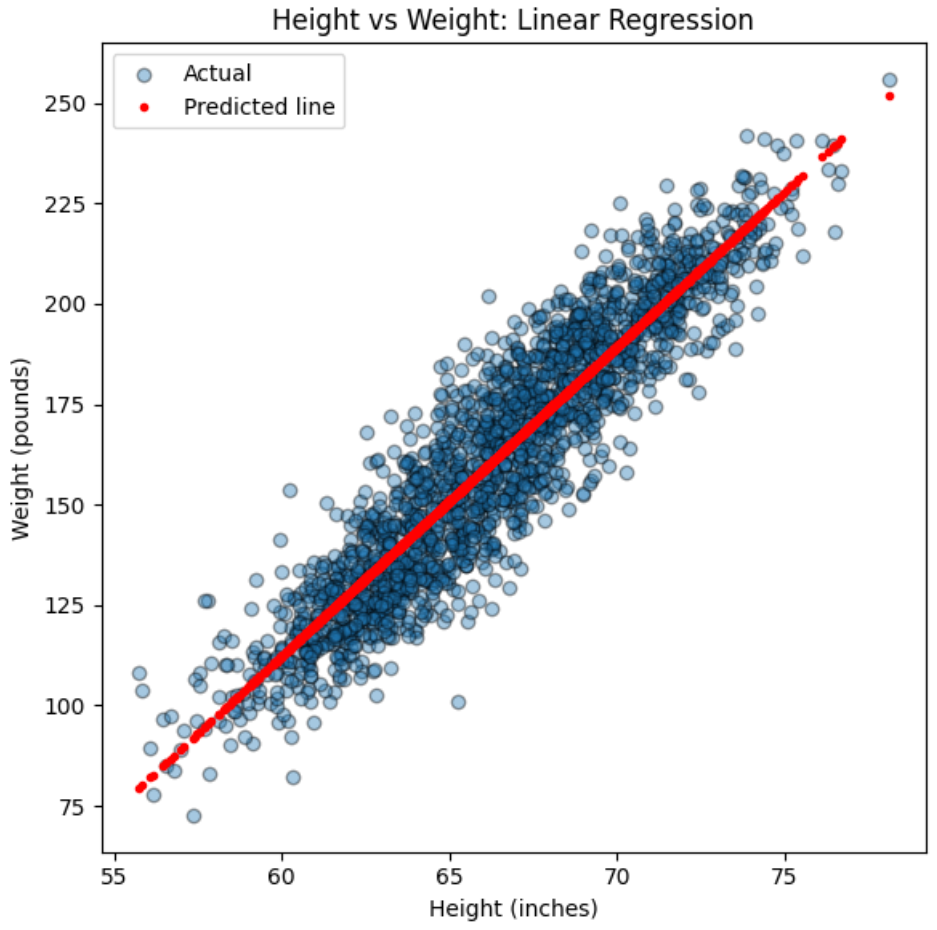 Height vs Weight: Linear Regression
Actual
Predicted line
250
225
200
175
150
125
100
75
Weight (pounds)
55
60
65
70
75
Height (inches)